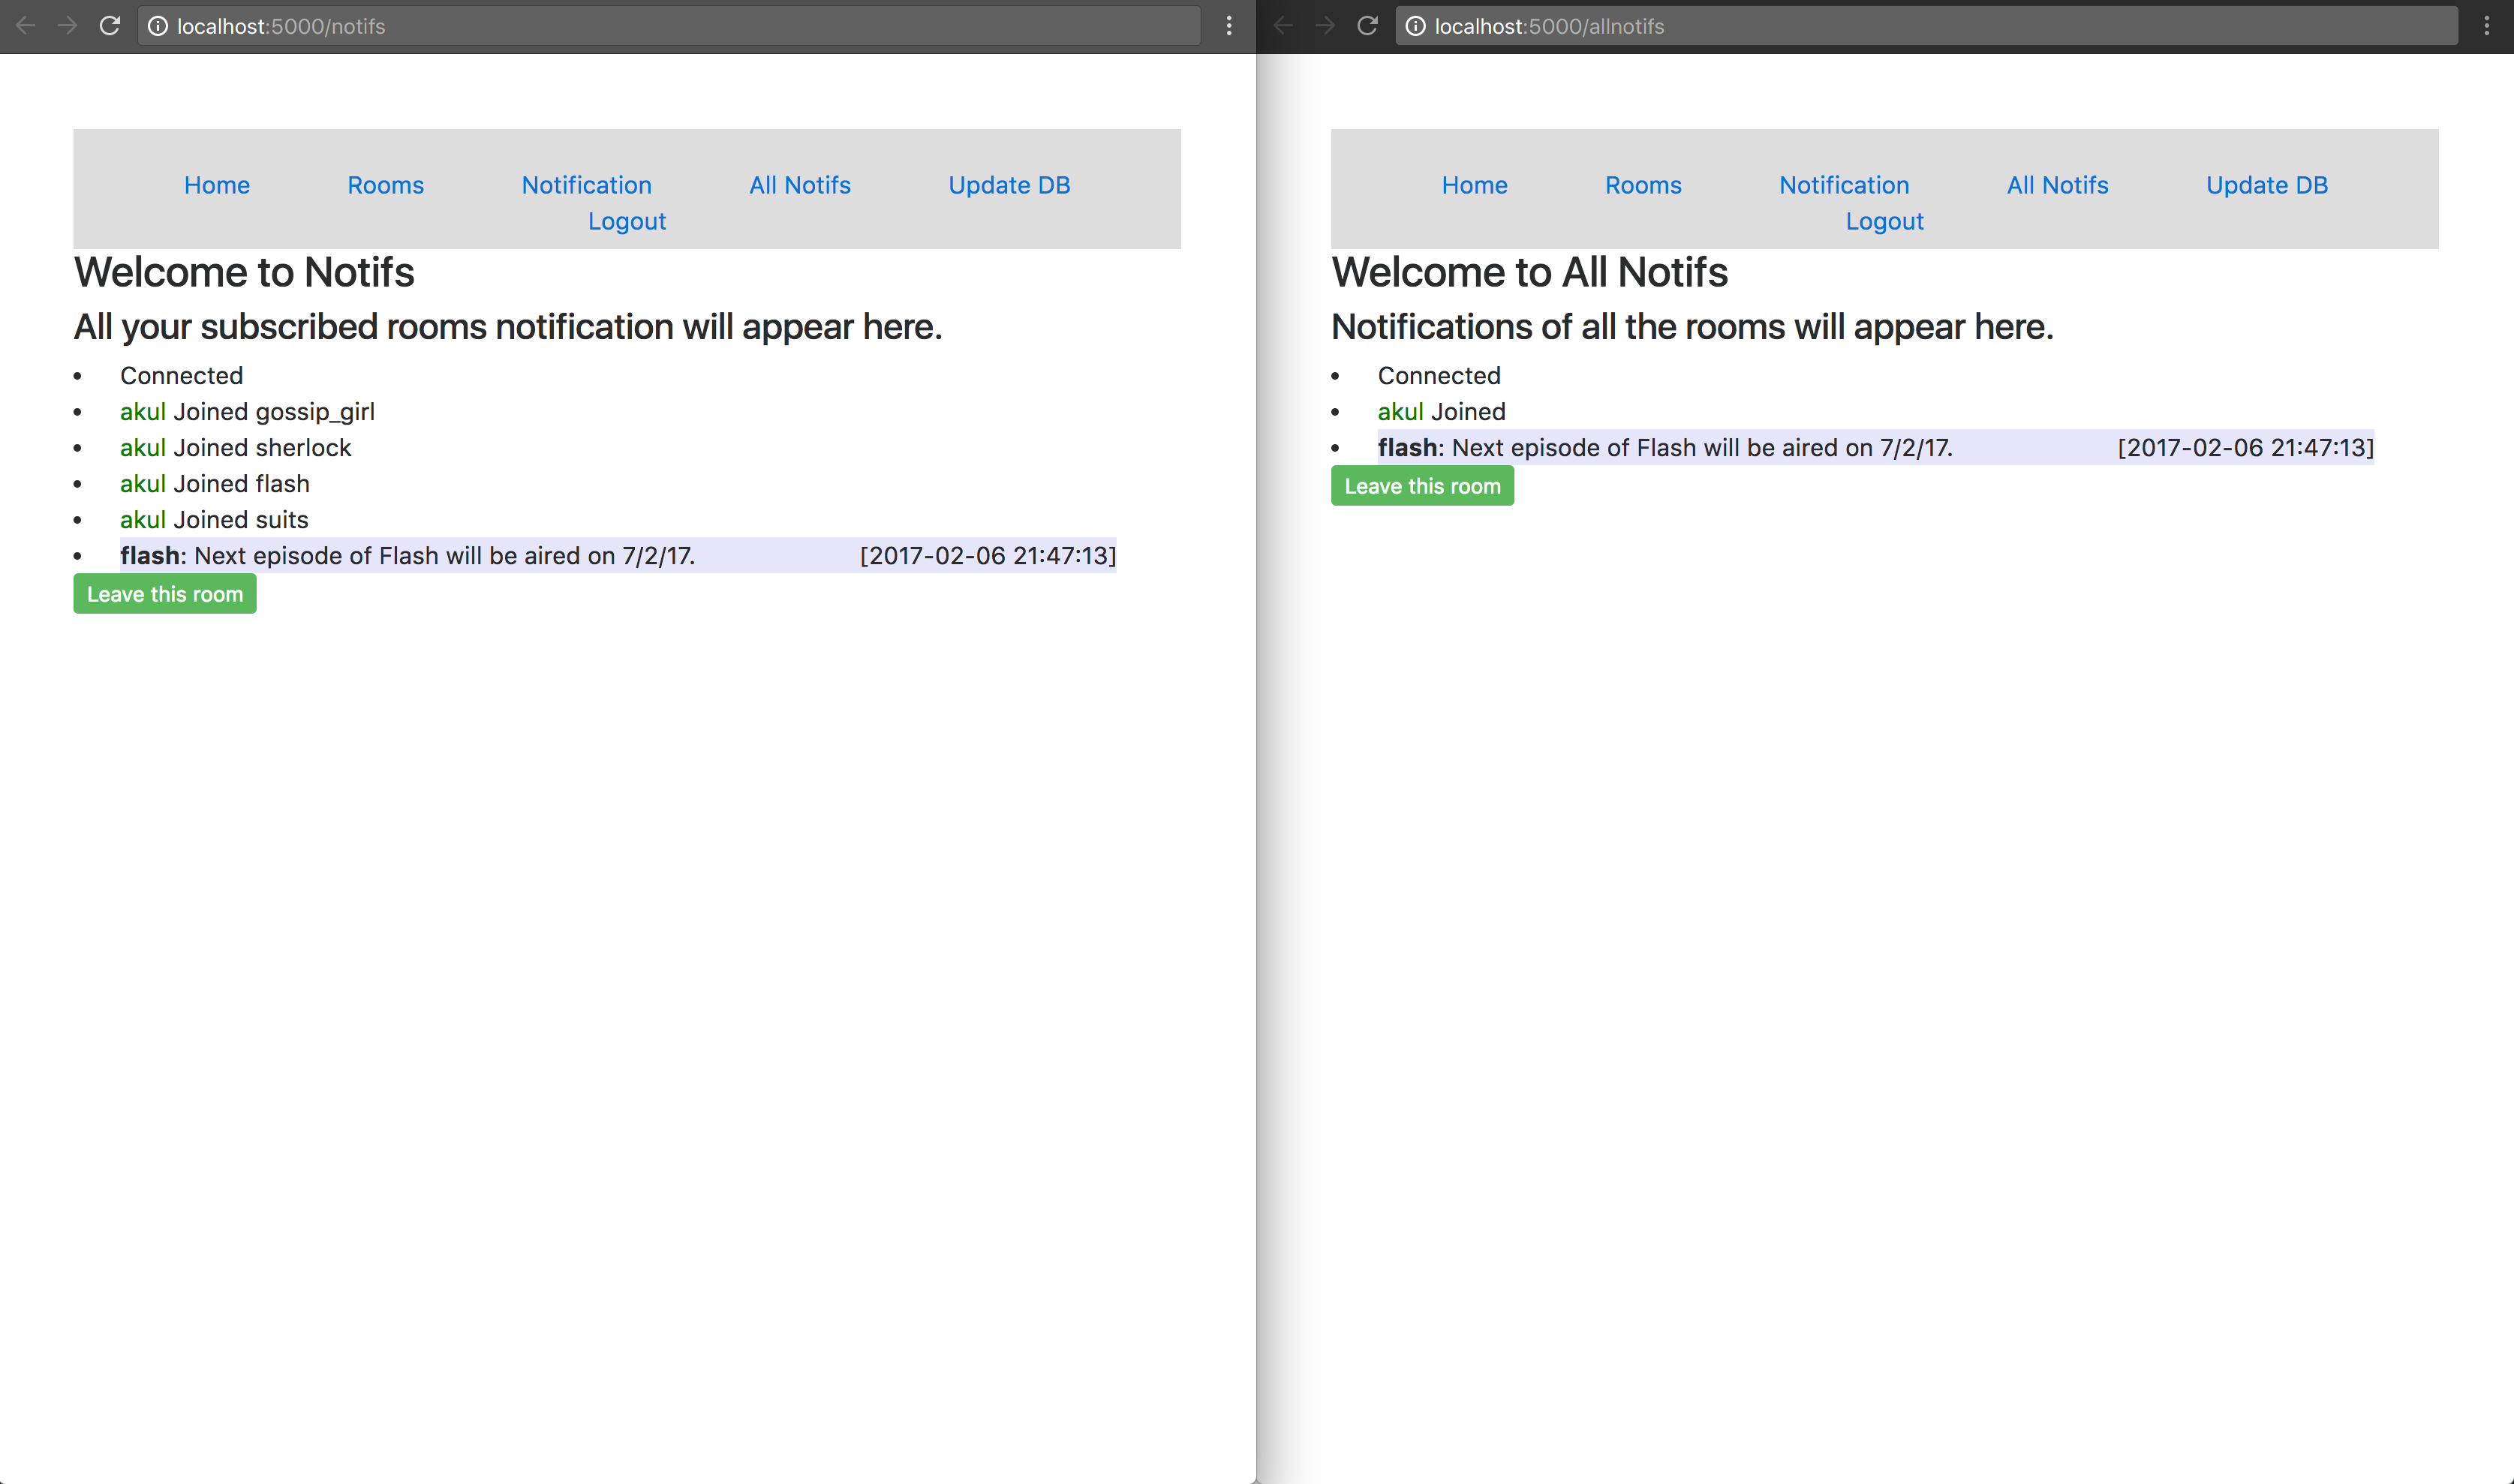 localhost:5000/notifs
Home Rooms Notification All Notifs Update DB
Logout
Welcome to Notifs
All your subscribed rooms notification will appear here.
Connected
akul Joined gossip_girl
akul Joined sherlock
akul Joined flash
akul Joined suits
flash: Next episode of Flash will be aired on 7/2/17. [2017-02-06 21:47:13]
Leave this room
localhost:5000/allnotifs
Home Rooms Notification All Notifs Update DB
Logout
Welcome to All Notifs
Notifications of all the rooms will appear here.
Connected
akul Joined
flash: Next episode of Flash will be aired on 7/2/17. [2017-02-06 21:47:13]
Leave this room